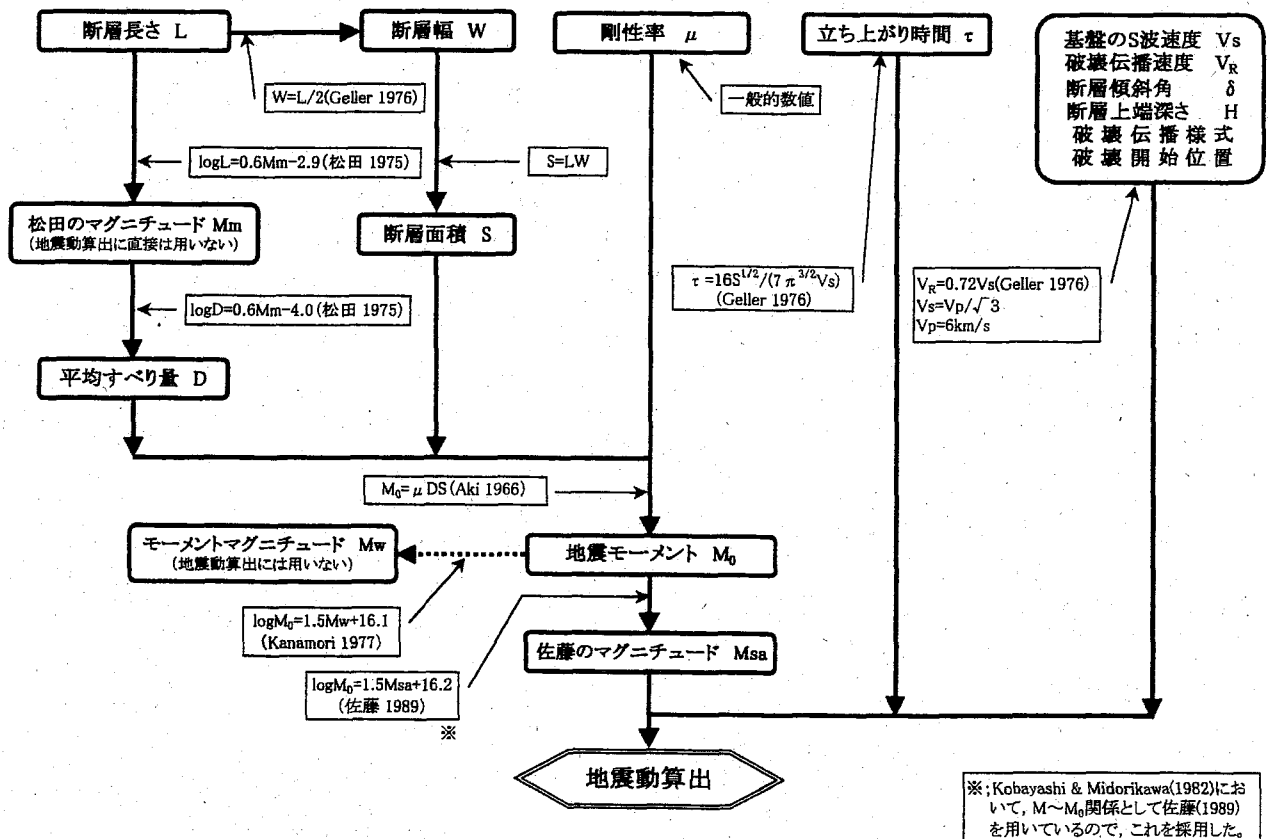 断層長さ L
断層幅 W
剛性率 μ
立ち上がり時間 τ
基盤のS波速度 Vs
破壊伝播速度 V_R
断層傾斜角 δ
断層上端深さ H
破壊伝播様式
破壊開始位置
W=L/2(Geller 1976)
一般的数値
logL=0.6Mm-2.9(松田 1975)
S=LW
松田のマグニチュード Mm
(地震動算出に直接は用いない)
断層面積 S
τ=16S^1/2/(7π^3/2Vs)
(Geller 1976)
V_R=0.72Vs(Geller 1976)
Vs=Vp/√3
Vp=6km/s
logD=0.6Mm-4.0(松田 1975)
平均すべり量 D
M₀=μDS(Aki 1966)
モーメントマグニチュード Mw
(地震動算出には用いない)
地震モーメント M₀
logM₀=1.5Mw+16.1
(Kanamori 1977)
佐藤のマグニチュード Msa
logM₀=1.5Msa+16.2
(佐藤 1989)
※
地震動算出
※;Kobayashi & Midorikawa(1982)にお
いて, M～M₀関係として佐藤(1989)
を用いているので, これを採用した。